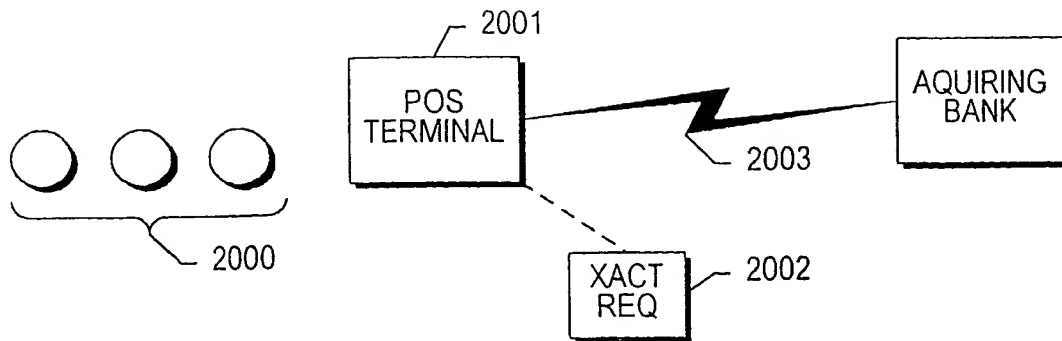 2001
POS
TERMINAL
AQUIRING
BANK
2003
2000
XACT
REQ
2002